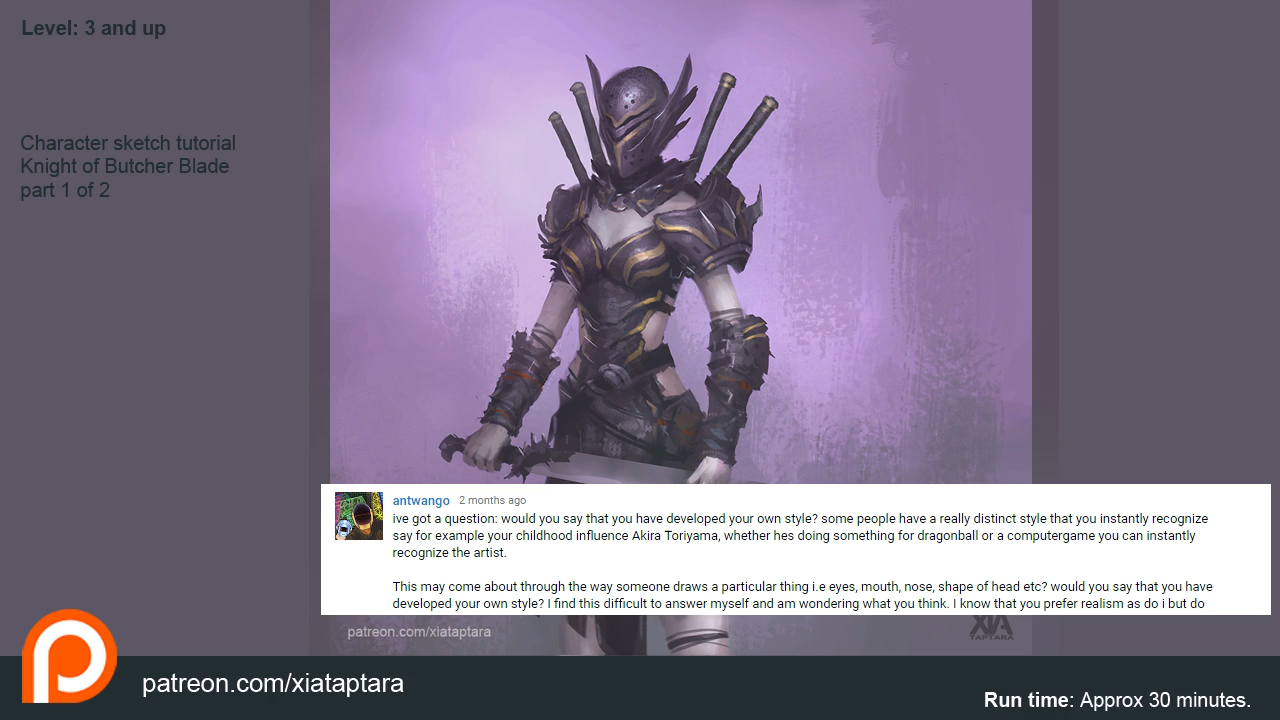 Level: 3 and up
Character sketch tutorial
Knight of Butcher Blade
part 1 of 2
antwango 2 months ago
ive got a question: would you say that you have developed your own style? some people have a really distinct style that you instantly recognize
say for example your childhood influence Akira Toriyama, whether hes doing something for dragonball or a computergame you can instantly
recognize the artist.
This may come about through the way someone draws a particular thing i.e eyes, mouth, nose, shape of head etc? would you say that you have
developed your own style? I find this difficult to answer myself and am wondering what you think. I know that you prefer realism as do i but do
patreon.com/xiataptara
XIA
TAPTARA
patreon.com/xiataptara
Run time: Approx 30 minutes.